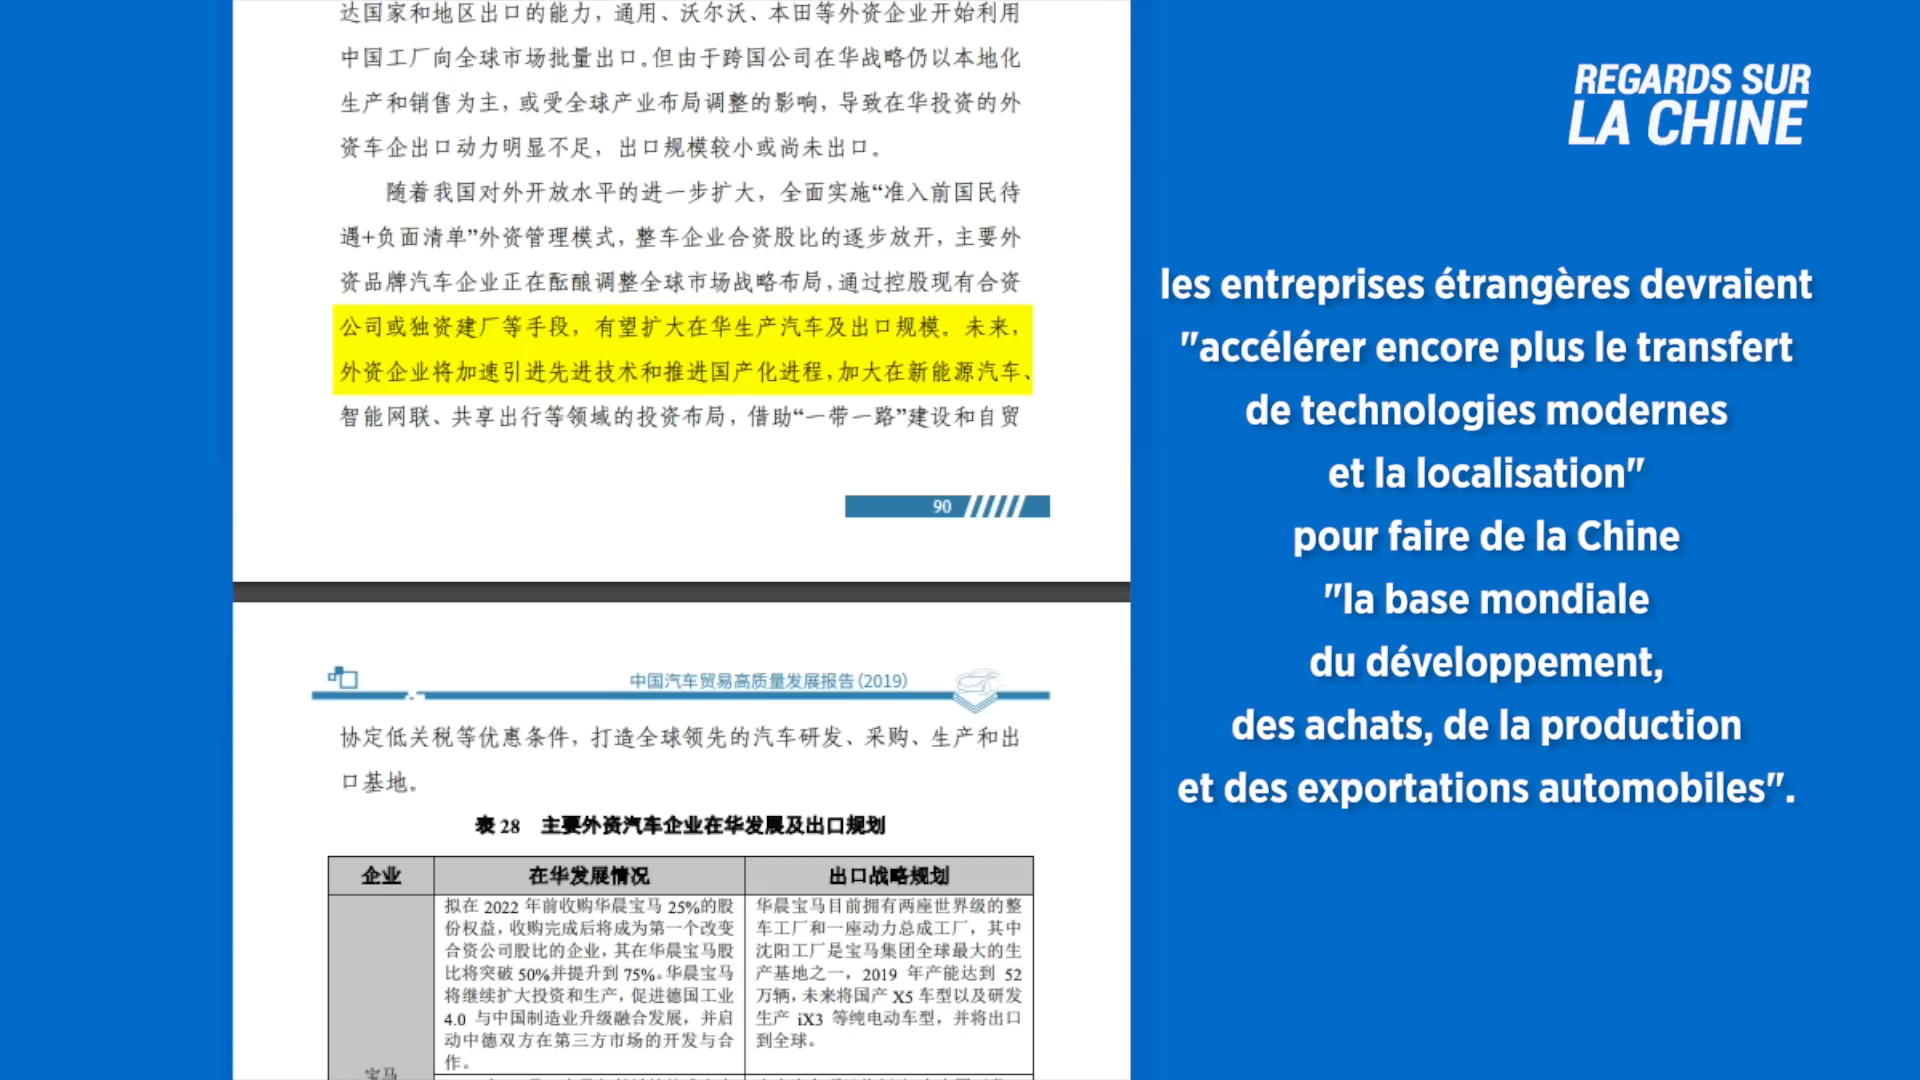 达国家和地区出口的能力，通用、沃尔沃、本田等外资企业开始利用
中国工厂向全球市场批量出口。但由于跨国公司在华战略仍以本地化
生产和销售为主，或受全球产业布局调整的影响，导致在华投资的外
资车企出口动力明显不足，出口规模较小或尚未出口。
随着我国对外开放水平的进一步扩大，全面实施“准入前国民待
遇+负面清单”外资管理模式，整车企业合资股比的逐步放开，主要外
资品牌汽车企业正在酝酿调整全球市场战略布局，通过控股现有合资
公司或独资建厂等手段，有望扩大在华生产汽车及出口规模。未来，
外资企业将加速引进先进技术和推进国产化进程，加大在新能源汽车、
智能网联、共享出行等领域的投资布局，借助“一带一路”建设和自贸
90
中国汽车贸易高质量发展报告(2019)
协定低关税等优惠条件，打造全球领先的汽车研发、采购、生产和出
口基地。
表 28 主要外资汽车企业在华发展及出口规划
企业 在华发展情况 出口战略规划
拟在 2022 年前收购华晨宝马 25%的股
份权益，收购完成后将成为第一个改变
合资公司股比的企业，其在华晨宝马股
比将突破 50%并提升到 75%。华晨宝马
将继续扩大投资和生产，促进德国工业
4.0 与中国制造业升级融合发展，并启
动中德双方在第三方市场的开发与合
作。
华晨宝马目前拥有两座世界级的整
车工厂和一座动力总成工厂，其中
沈阳工厂是宝马集团全球最大的生
产基地之一，2019 年产能达到 52
万辆，未来将国产 X5 车型以及研发
生产 iX3 等纯电动车型，并将出口
到全球。
宝马
REGARDS SUR
LA CHINE
les entreprises étrangères devraient
"accélérer encore plus le transfert
de technologies modernes
et la localisation"
pour faire de la Chine
"la base mondiale
du développement,
des achats, de la production
et des exportations automobiles".